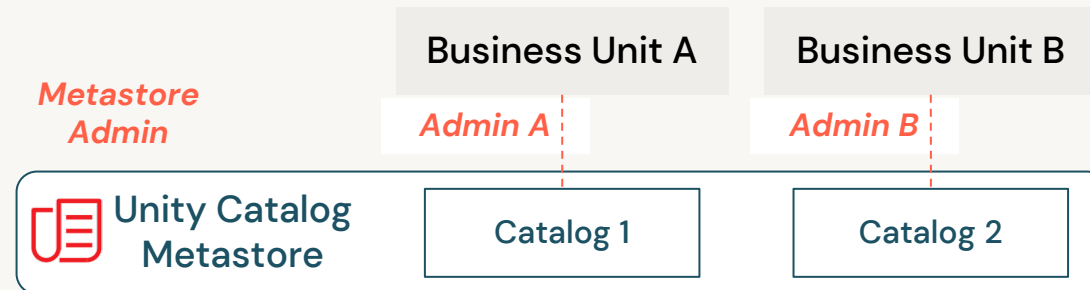 Business Unit A
Business Unit B
Metastore
Admin
Admin A
Admin B
Unity Catalog
Metastore
Catalog 1
Catalog 2